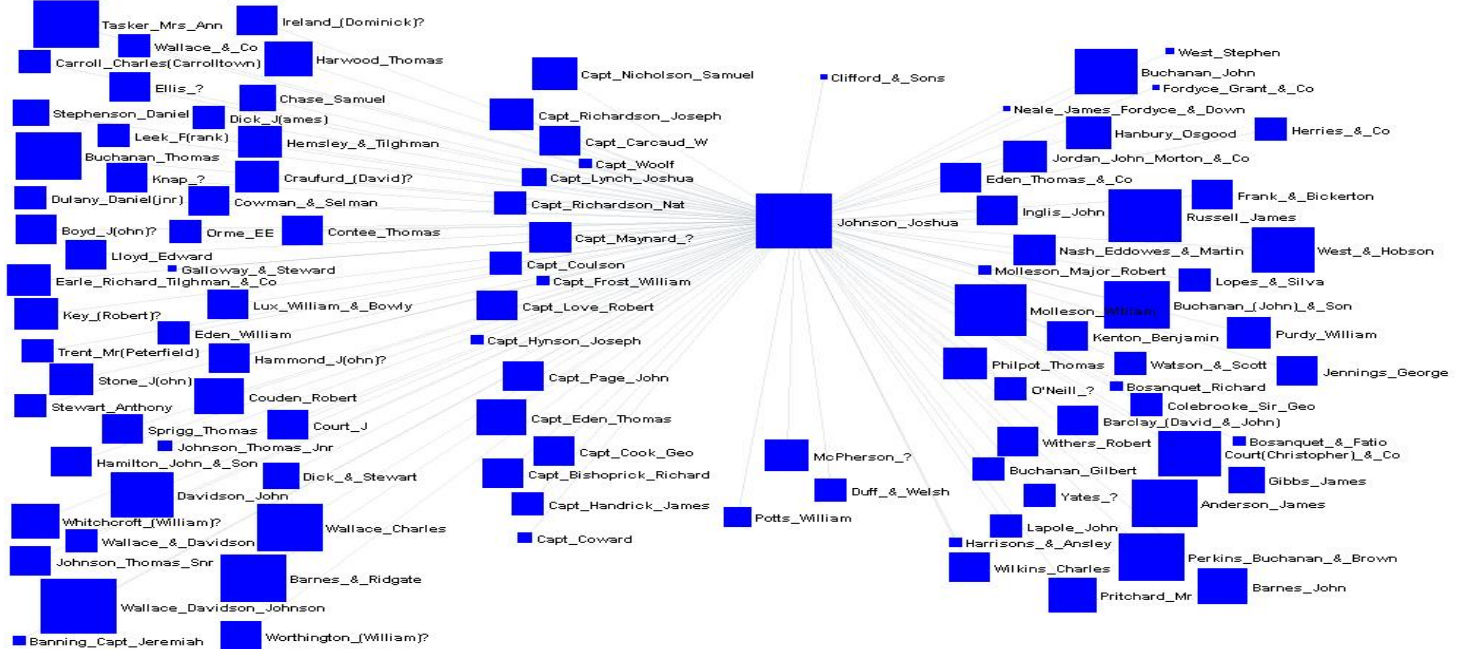 Tasker_Mrs_Ann
Ireland_(Dominick)?
Wallace_&_Co
Carroll_Charles(Carrolltown)
Harwood_Thomas
Ellis_?
Chase_Samuel
Stephenson_Daniel
Dick_J(ames)
Leek_F(rank)
Hemsley_&_Tilghman
Buchanan_Thomas
Knap_?
Craufurd_(David)?
Dulany_Daniel(jnr)
Cowman_&_Selman
Boyd_J(ohn)?
Orme_EE
Contee_Thomas
Lloyd_Edward
Galloway_&_Steward
Earle_Richard_Tilghman_&_Co
Lux_William_&_Bowly
Key_(Robert)?
Eden_William
Trent_Mr(Peterfield)
Hammond_J(ohn)?
Stone_J(ohn)
Couden_Robert
Stewart_Anthony
Sprigg_Thomas
Court_J
Johnson_Thomas_Jnr
Hamilton_John_&_Son
Dick_&_Stewart
Davidson_John
Whitchcroft_(William)?
Wallace_Charles
Wallace_&_Davidson
Johnson_Thomas_Snr
Barnes_&_Ridgate
Wallace_Davidson_Johnson
Banning_Capt_Jeremiah
Worthington_(William)?
Capt_Nicholson_Samuel
Capt_Richardson_Joseph
Capt_Carcaud_W
Capt_Woolf
Capt_Lynch_Joshua
Capt_Richardson_Nat
Capt_Maynard_?
Capt_Coulson
Capt_Frost_William
Capt_Love_Robert
Capt_Hynson_Joseph
Capt_Page_John
Capt_Eden_Thomas
Capt_Cook_Geo
Capt_Bishoprick_Richard
Capt_Handrick_James
Capt_Coward
Clifford_&_Sons
Johnson_Joshua
McPherson_?
Duff_&_Welsh
Potts_William
West_Stephen
Buchanan_John
Fordyce_Grant_&_Co
Neale_James_Fordyce_&_Down
Hanbury_Osgood
Herries_&_Co
Jordan_John_Morton_&_Co
Eden_Thomas_&_Co
Frank_&_Bickerton
Inglis_John
Russell_James
Nash_Eddowes_&_Martin
West_&_Hobson
Molleson_Major_Robert
Lopes_&_Silva
Molleson_William
Buchanan_(John)_&_Son
Kenton_Benjamin
Purdy_William
Philpot_Thomas
Watson_&_Scott
Jennings_George
O'Neill_?
Bosanquet_Richard
Colebrooke_Sir_Geo
Barclay_(David_&_John)
Withers_Robert
Bosanquet_&_Fatio
Court(Christopher)_&_Co
Buchanan_Gilbert
Gibbs_James
Yates_?
Anderson_James
Lapole_John
Harrisons_&_Ansley
Perkins_Buchanan_&_Brown
Wilkins_Charles
Barnes_John
Pritchard_Mr